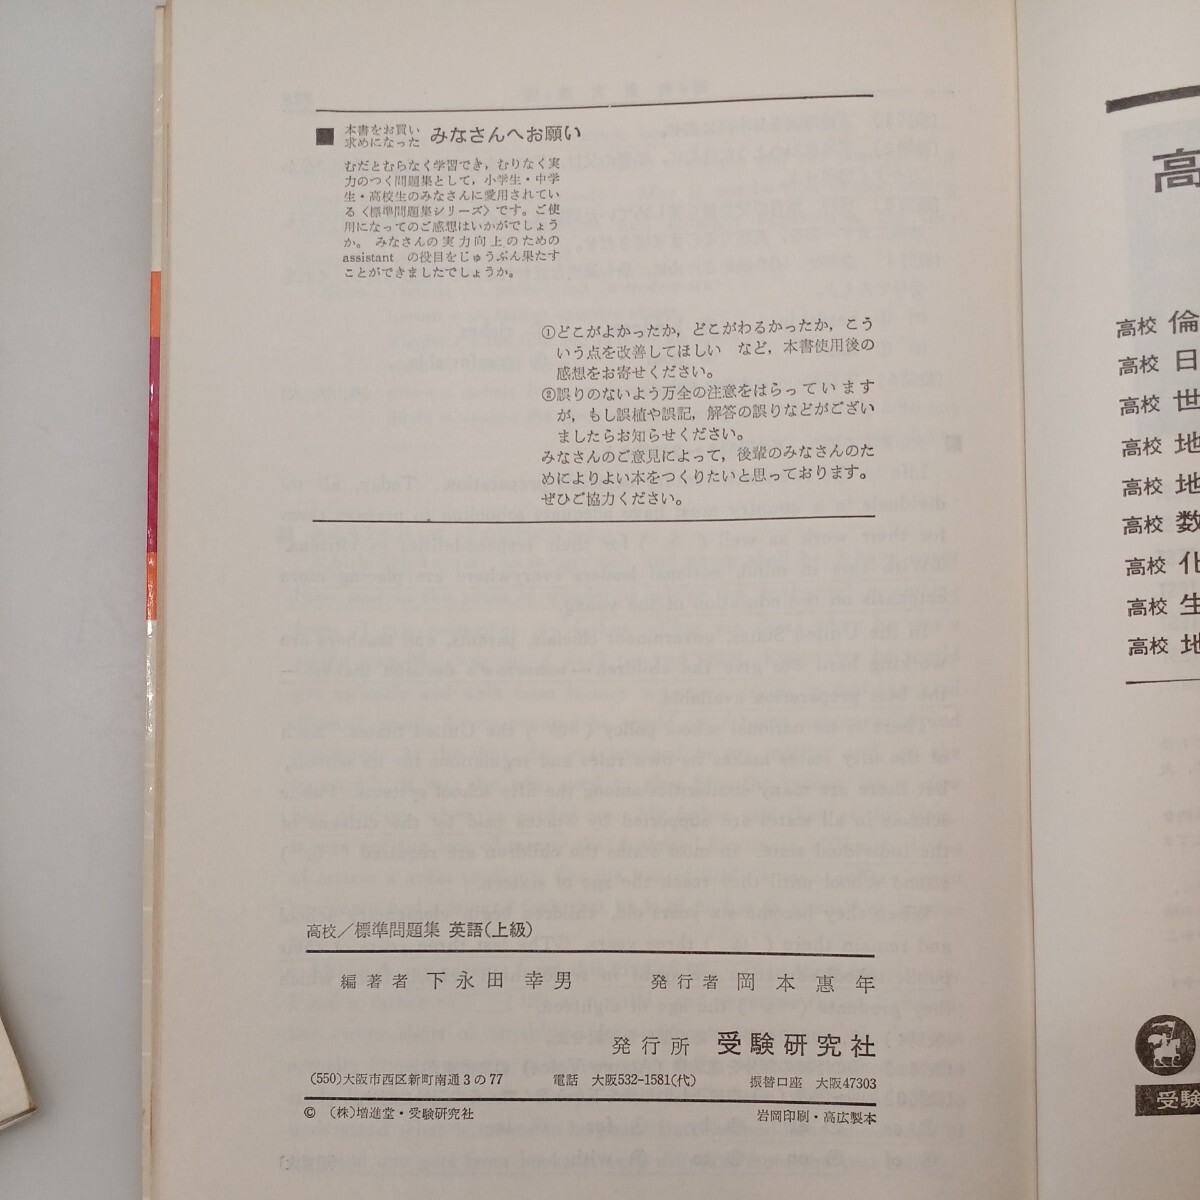 ■ 本書をお買い
求めになった みなさんへお願い
むだとむらなく学習でき，むりなく実
力のつく問題集として，小学生・中学
生・高校生のみなさんに愛用されてい
る〈標準問題集シリーズ〉です。ご使
用になってのご感想はいかがでしょう
か。 みなさんの実力向上のための
assistant の役目をじゅうぶん果たす
ことができましたでしょうか。
①どこがよかったか，どこがわるかったか，こう
いう点を改善してほしい など，本書使用後の
感想をお寄せください。
②誤りのないよう万全の注意をはらっています
が，もし誤植や誤記，解答の誤りなどがござい
ましたらお知らせください。
みなさんのご意見によって，後輩のみなさんのた
めによりよい本をつくりたいと思っております。
ぜひご協力ください。
高校／標準問題集 英語(上級)
編著者 下永田 幸男 発行者 岡本惠年
発行所 受験研究社
(550)大阪市西区新町南通3の77 電話 大阪532-1581(代) 振替口座 大阪47303
© (株)増進堂・受験研究社 岩岡印刷・高広製本
高
高校 倫
高校 日
高校 世
高校 地
高校 地
高校 数
高校 化
高校 生
高校 地
受験